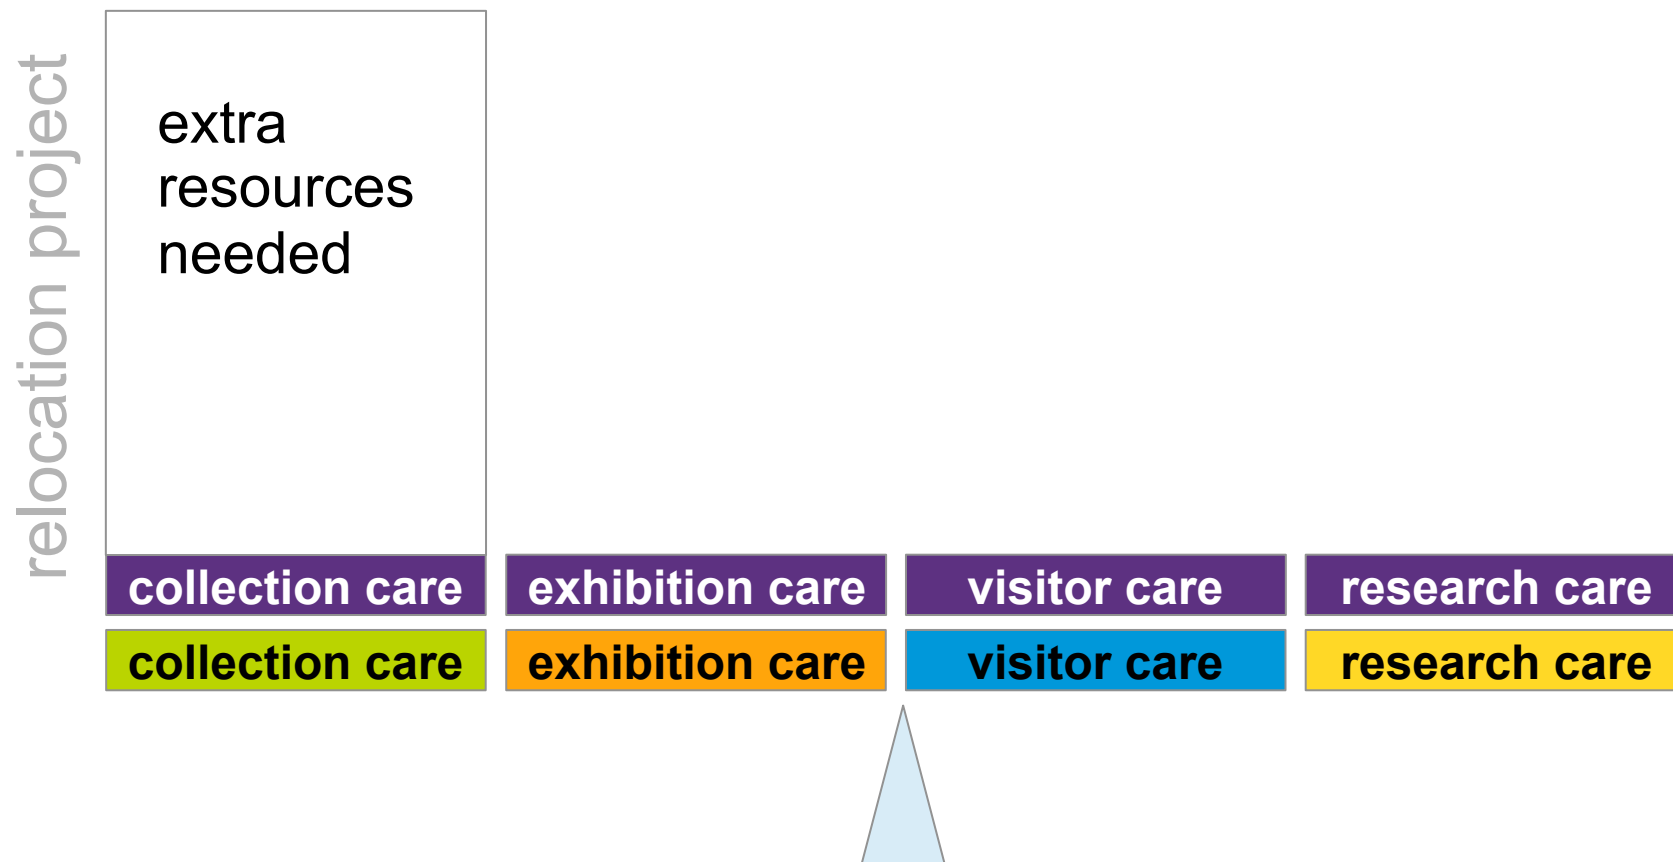 relocation project
extra
resources
needed
collection care
exhibition care
visitor care
research care
collection care
exhibition care
visitor care
research care